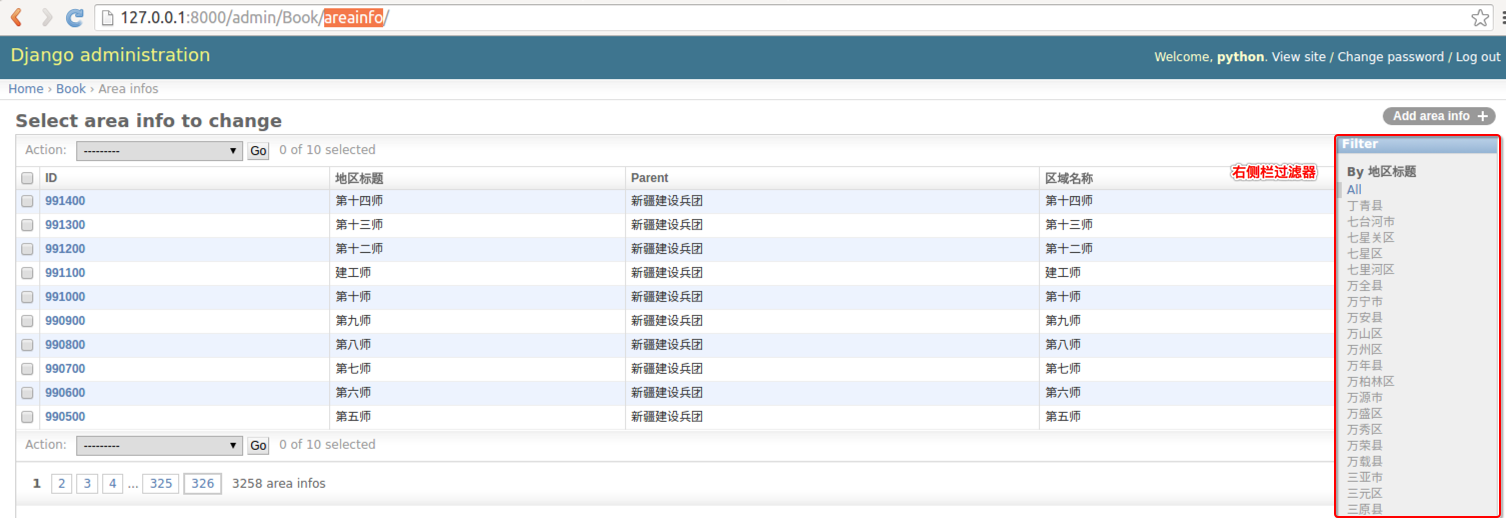 127.0.0.1:8000/admin/Book/areainfo/
Django administration
Welcome, python. View site / Change password / Log out
Home › Book › Area infos
Select area info to change
Add area info +
Action: --------- Go 0 of 10 selected
Filter
ID 地区标题 Parent 区域名称
右侧栏过滤器
991400 第十四师 新疆建设兵团 第十四师
991300 第十三师 新疆建设兵团 第十三师
991200 第十二师 新疆建设兵团 第十二师
991100 建工师 新疆建设兵团 建工师
991000 第十师 新疆建设兵团 第十师
990900 第九师 新疆建设兵团 第九师
990800 第八师 新疆建设兵团 第八师
990700 第七师 新疆建设兵团 第七师
990600 第六师 新疆建设兵团 第六师
990500 第五师 新疆建设兵团 第五师
Action: --------- Go 0 of 10 selected
1 2 3 4 ... 325 326 3258 area infos
By 地区标题
All
丁青县
七台河市
七星关区
七星区
七里河区
万全县
万宁市
万安县
万山区
万州区
万年县
万柏林区
万源市
万盛区
万秀区
万荣县
万载县
三亚市
三元区
三原县